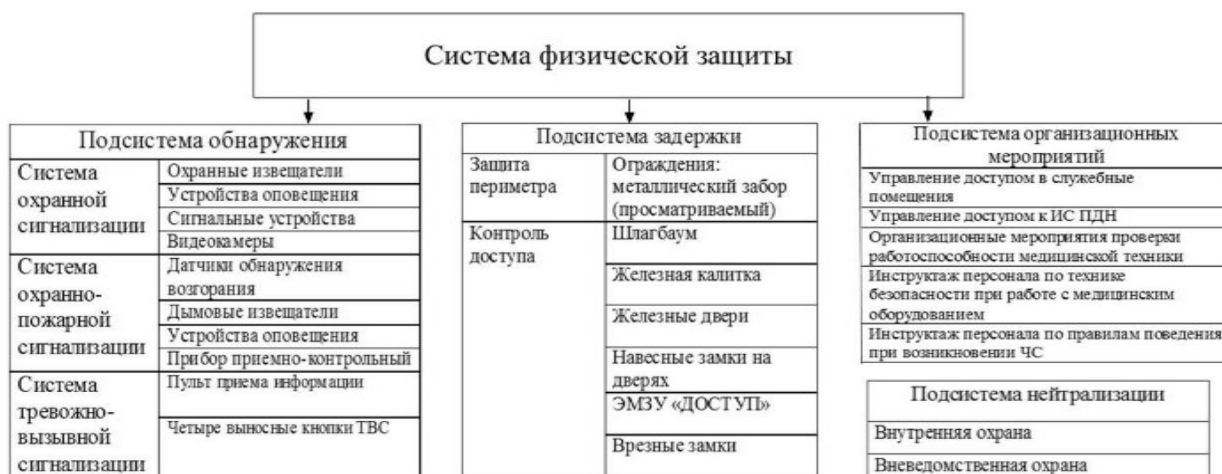 Система физической защиты
Подсистема обнаружения
Система
охранной
сигнализации
Охранные извещатели
Устройства оповещения
Сигнальные устройства
Видеокамеры
Система
охранно-
пожарной
сигнализации
Датчики обнаружения
возгорания
Дымовые извещатели
Устройства оповещения
Прибор приемно-контрольный
Система
тревожно-
вызывной
сигнализации
Пульт приема информации
Четыре выносные кнопки ТВС
Подсистема задержки
Защита
периметра
Ограждения:
металлический забор
(просматриваемый)
Контроль
доступа
Шлагбаум
Железная калитка
Железные двери
Навесные замки на
дверях
ЭМЗУ «ДОСТУП»
Врезные замки
Подсистема организационных
мероприятий
Управление доступом в служебные
помещения
Управление доступом к ИС ПДН
Организационные мероприятия проверки
работоспособности медицинской техники
Инструктаж персонала по технике
безопасности при работе с медицинским
оборудованием
Инструктаж персонала по правилам поведения
при возникновении ЧС
Подсистема нейтрализации
Внутренняя охрана
Вневедомственная охрана